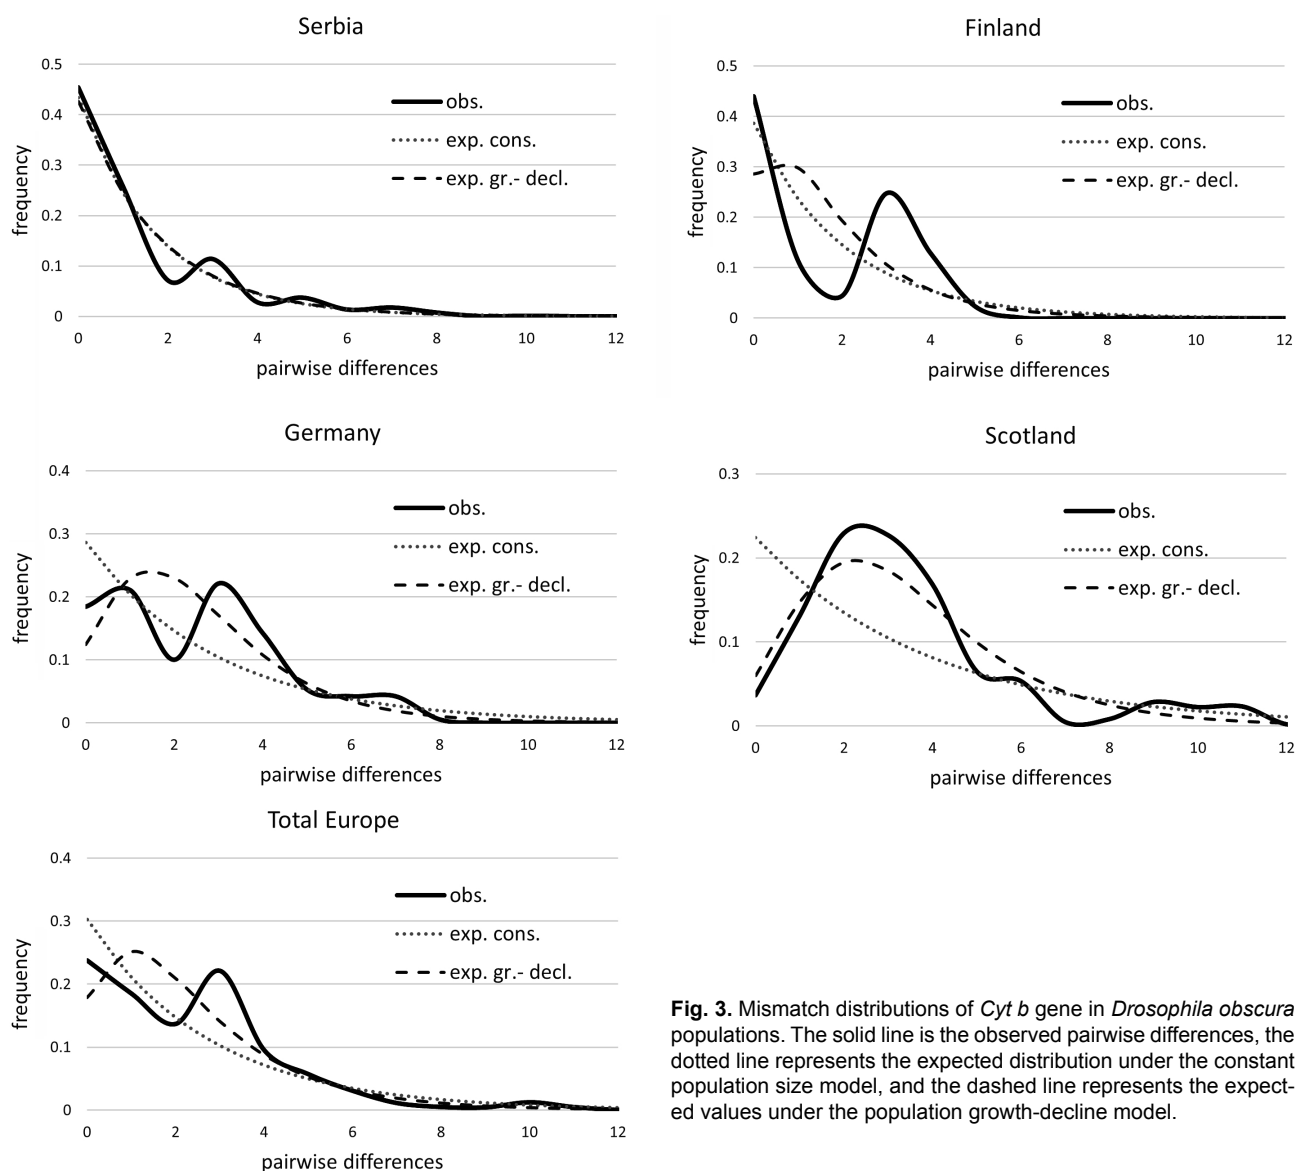 Serbia
0.5
0.4
0.3
0.2
0.1
0
frequency
obs.
exp. cons.
exp. gr.- decl.
0 2 4 6 8 10 12
pairwise differences
Finland
0.5
0.4
0.3
0.2
0.1
0
frequency
obs.
exp. cons.
exp. gr.- decl.
0 2 4 6 8 10 12
pairwise differences
Germany
0.4
0.3
0.2
0.1
0
frequency
obs.
exp. cons.
exp. gr.- decl.
0 2 4 6 8 10 12
pairwise differences
Scotland
0.3
0.2
0.1
0
frequency
obs.
exp. cons.
exp. gr.- decl.
0 2 4 6 8 10 12
pairwise differences
Total Europe
0.4
0.3
0.2
0.1
0
frequency
obs.
exp. cons.
exp. gr.- decl.
0 2 4 6 8 10 12
pairwise differences
Fig. 3. Mismatch distributions of Cyt b gene in Drosophila obscura
populations. The solid line is the observed pairwise differences, the
dotted line represents the expected distribution under the constant
population size model, and the dashed line represents the expect-
ed values under the population growth-decline model.